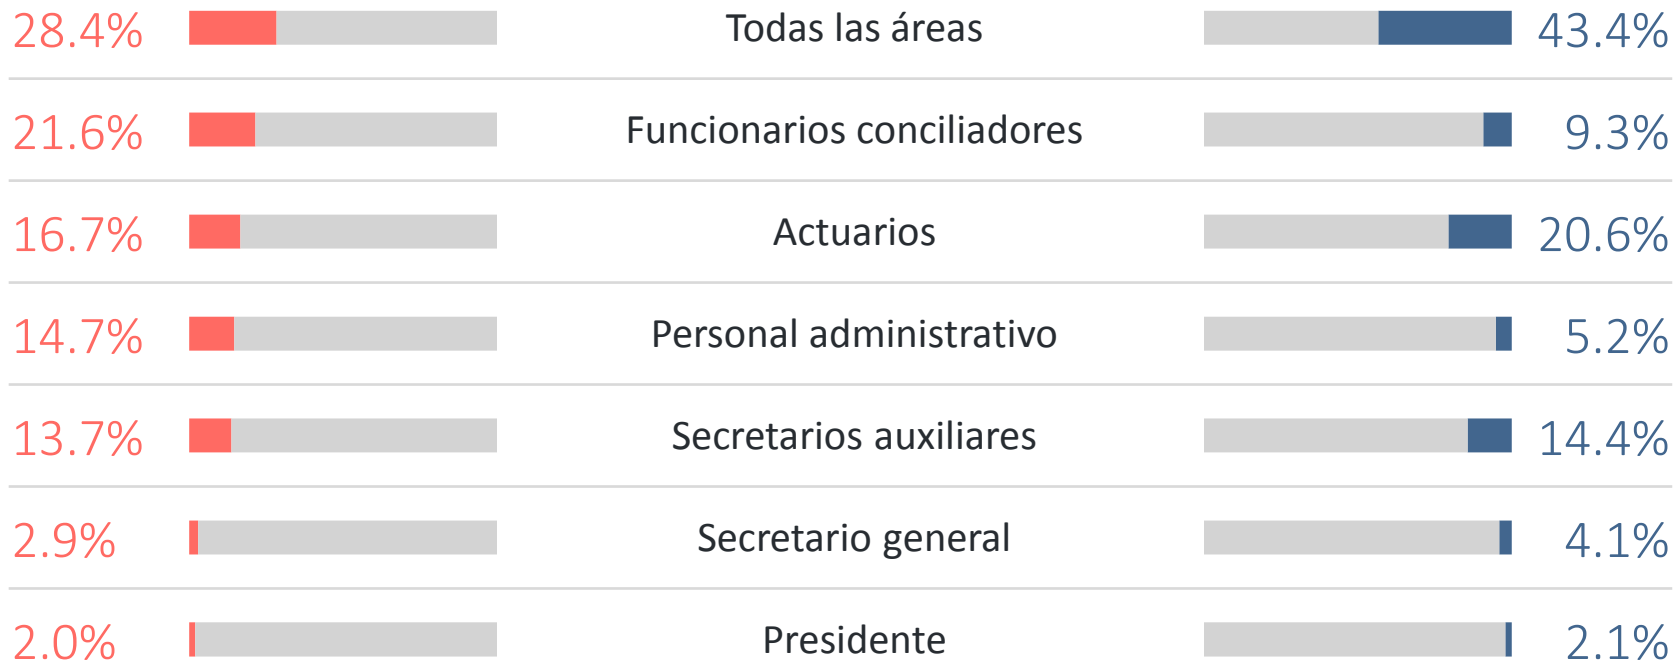 28.4% Todas las áreas 43.4%
21.6% Funcionarios conciliadores 9.3%
16.7% Actuarios 20.6%
14.7% Personal administrativo 5.2%
13.7% Secretarios auxiliares 14.4%
2.9% Secretario general 4.1%
2.0% Presidente 2.1%